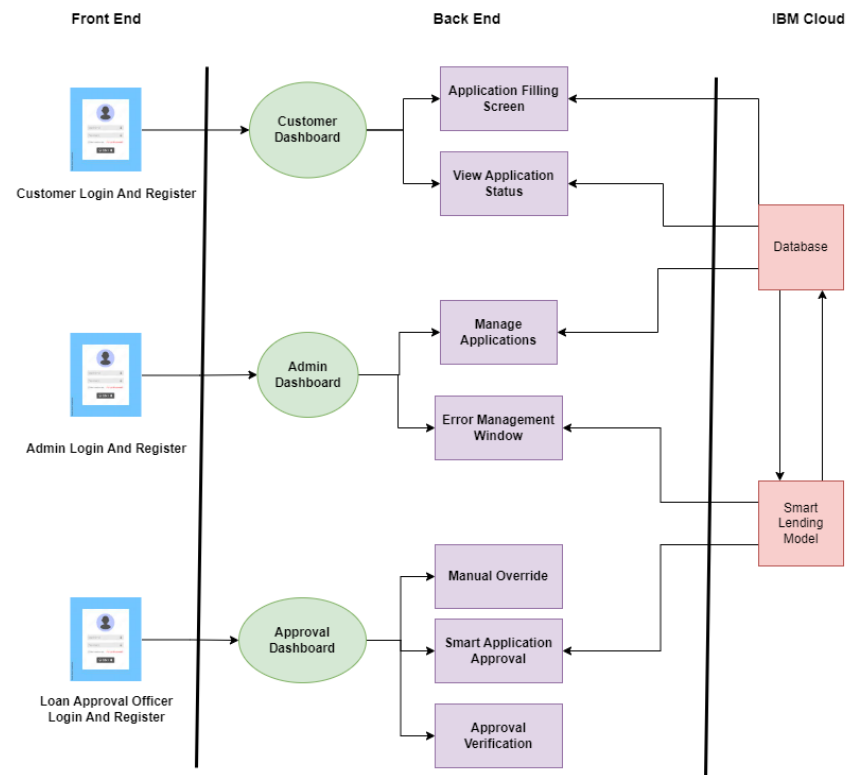 Front End
Back End
IBM Cloud
Customer Login And Register
Customer
Dashboard
Application Filling
Screen
View Application
Status
Database
Admin Login And Register
Admin
Dashboard
Manage
Applications
Error Management
Window
Smart
Lending
Model
Loan Approval Officer
Login And Register
Approval
Dashboard
Manual Override
Smart Application
Approval
Approval
Verification